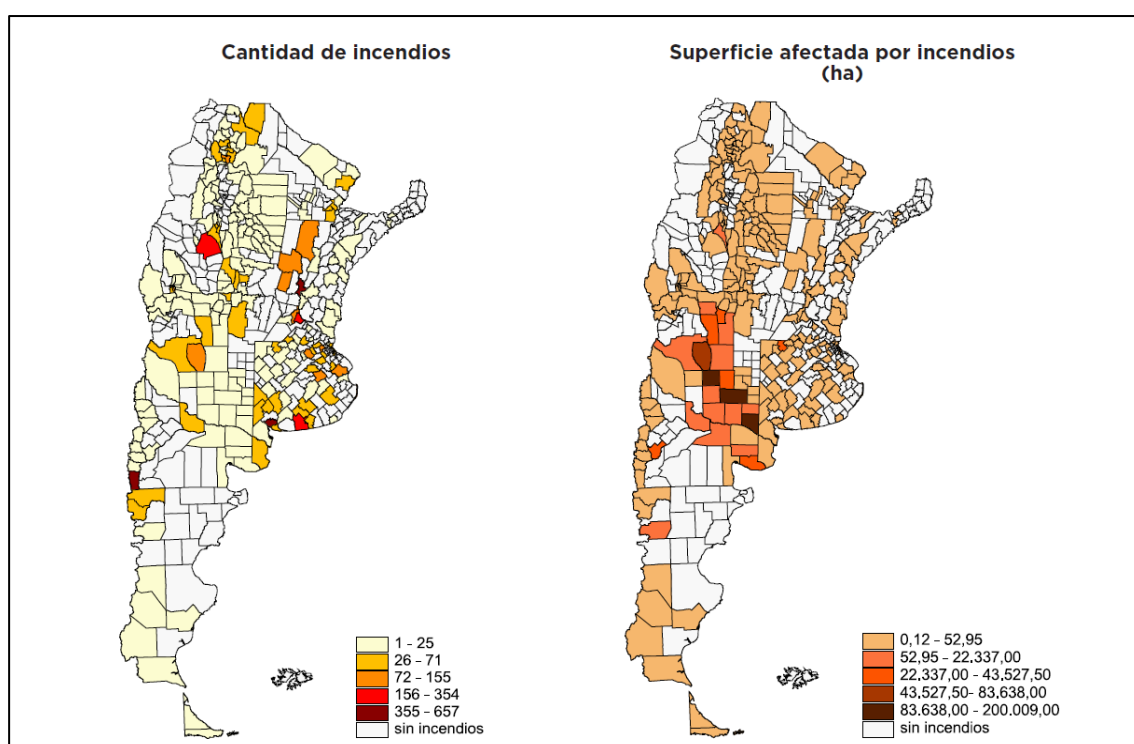 Cantidad de incendios
Superficie afectada por incendios
(ha)
1 - 25
26 - 71
72 - 155
156 - 354
355 - 657
sin incendios
0,12 - 52,95
52,95 - 22.337,00
22.337,00 - 43.527,50
43.527,50 - 83.638,00
83.638,00 - 200.009,00
sin incendios